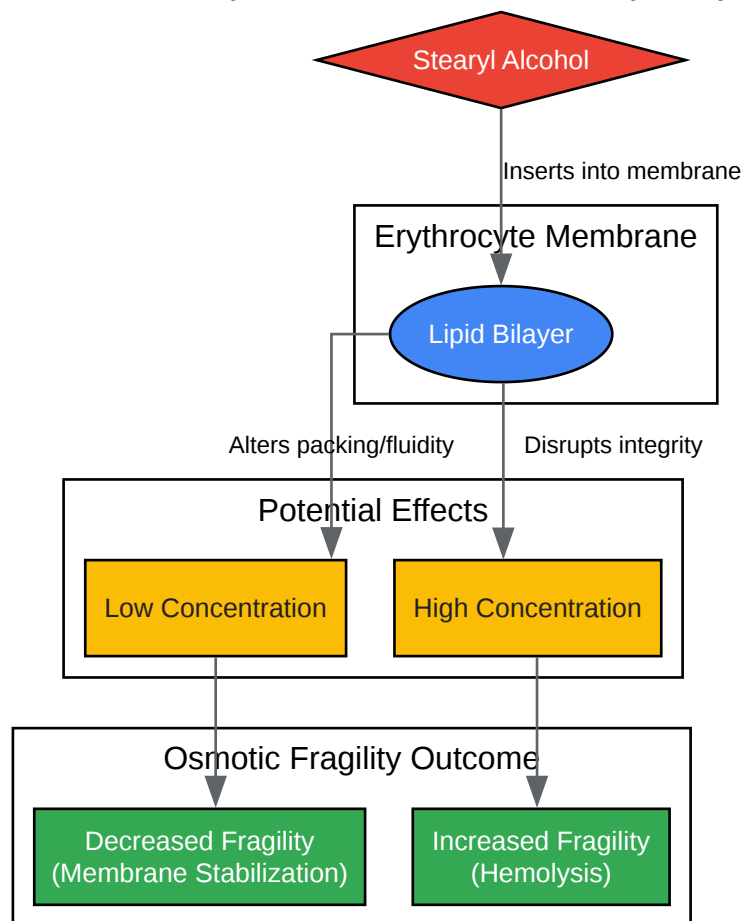 Stearyl Alcohol
Inserts into membrane
Erythrocyte Membrane
Lipid Bilayer
Alters packing/fluidity
Disrupts integrity
Potential Effects
Low Concentration
High Concentration
Osmotic Fragility Outcome
Decreased Fragility
(Membrane Stabilization)
Increased Fragility
(Hemolysis)